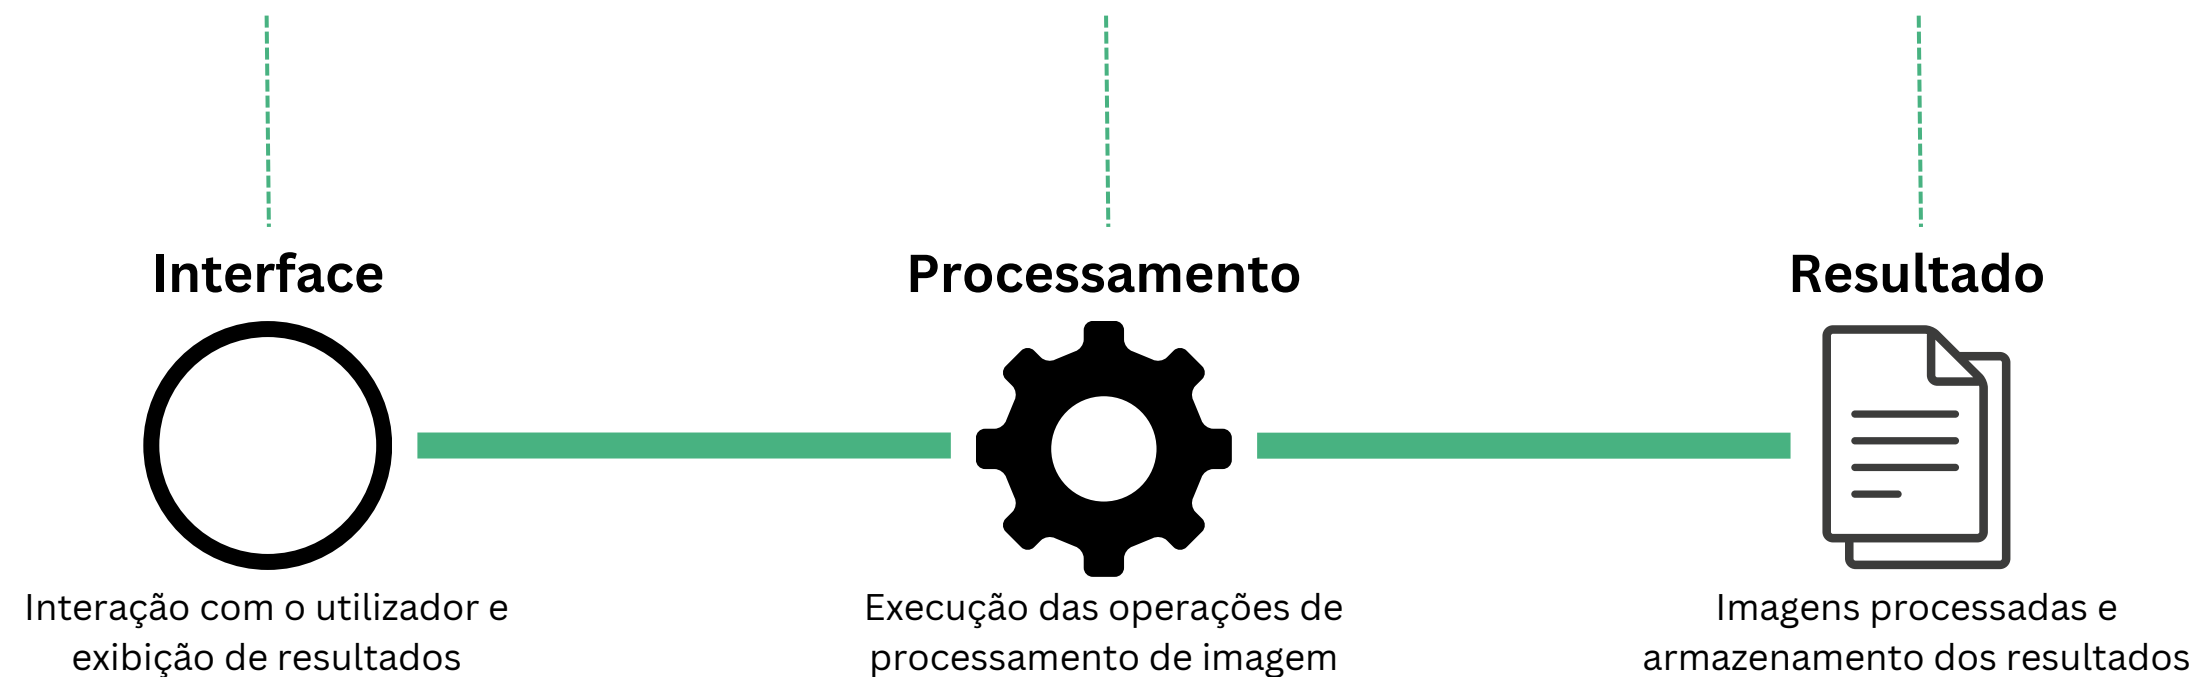 Interface
Processamento
Resultado
Interação com o utilizador e
exibição de resultados
Execução das operações de
processamento de imagem
Imagens processadas e
armazenamento dos resultados